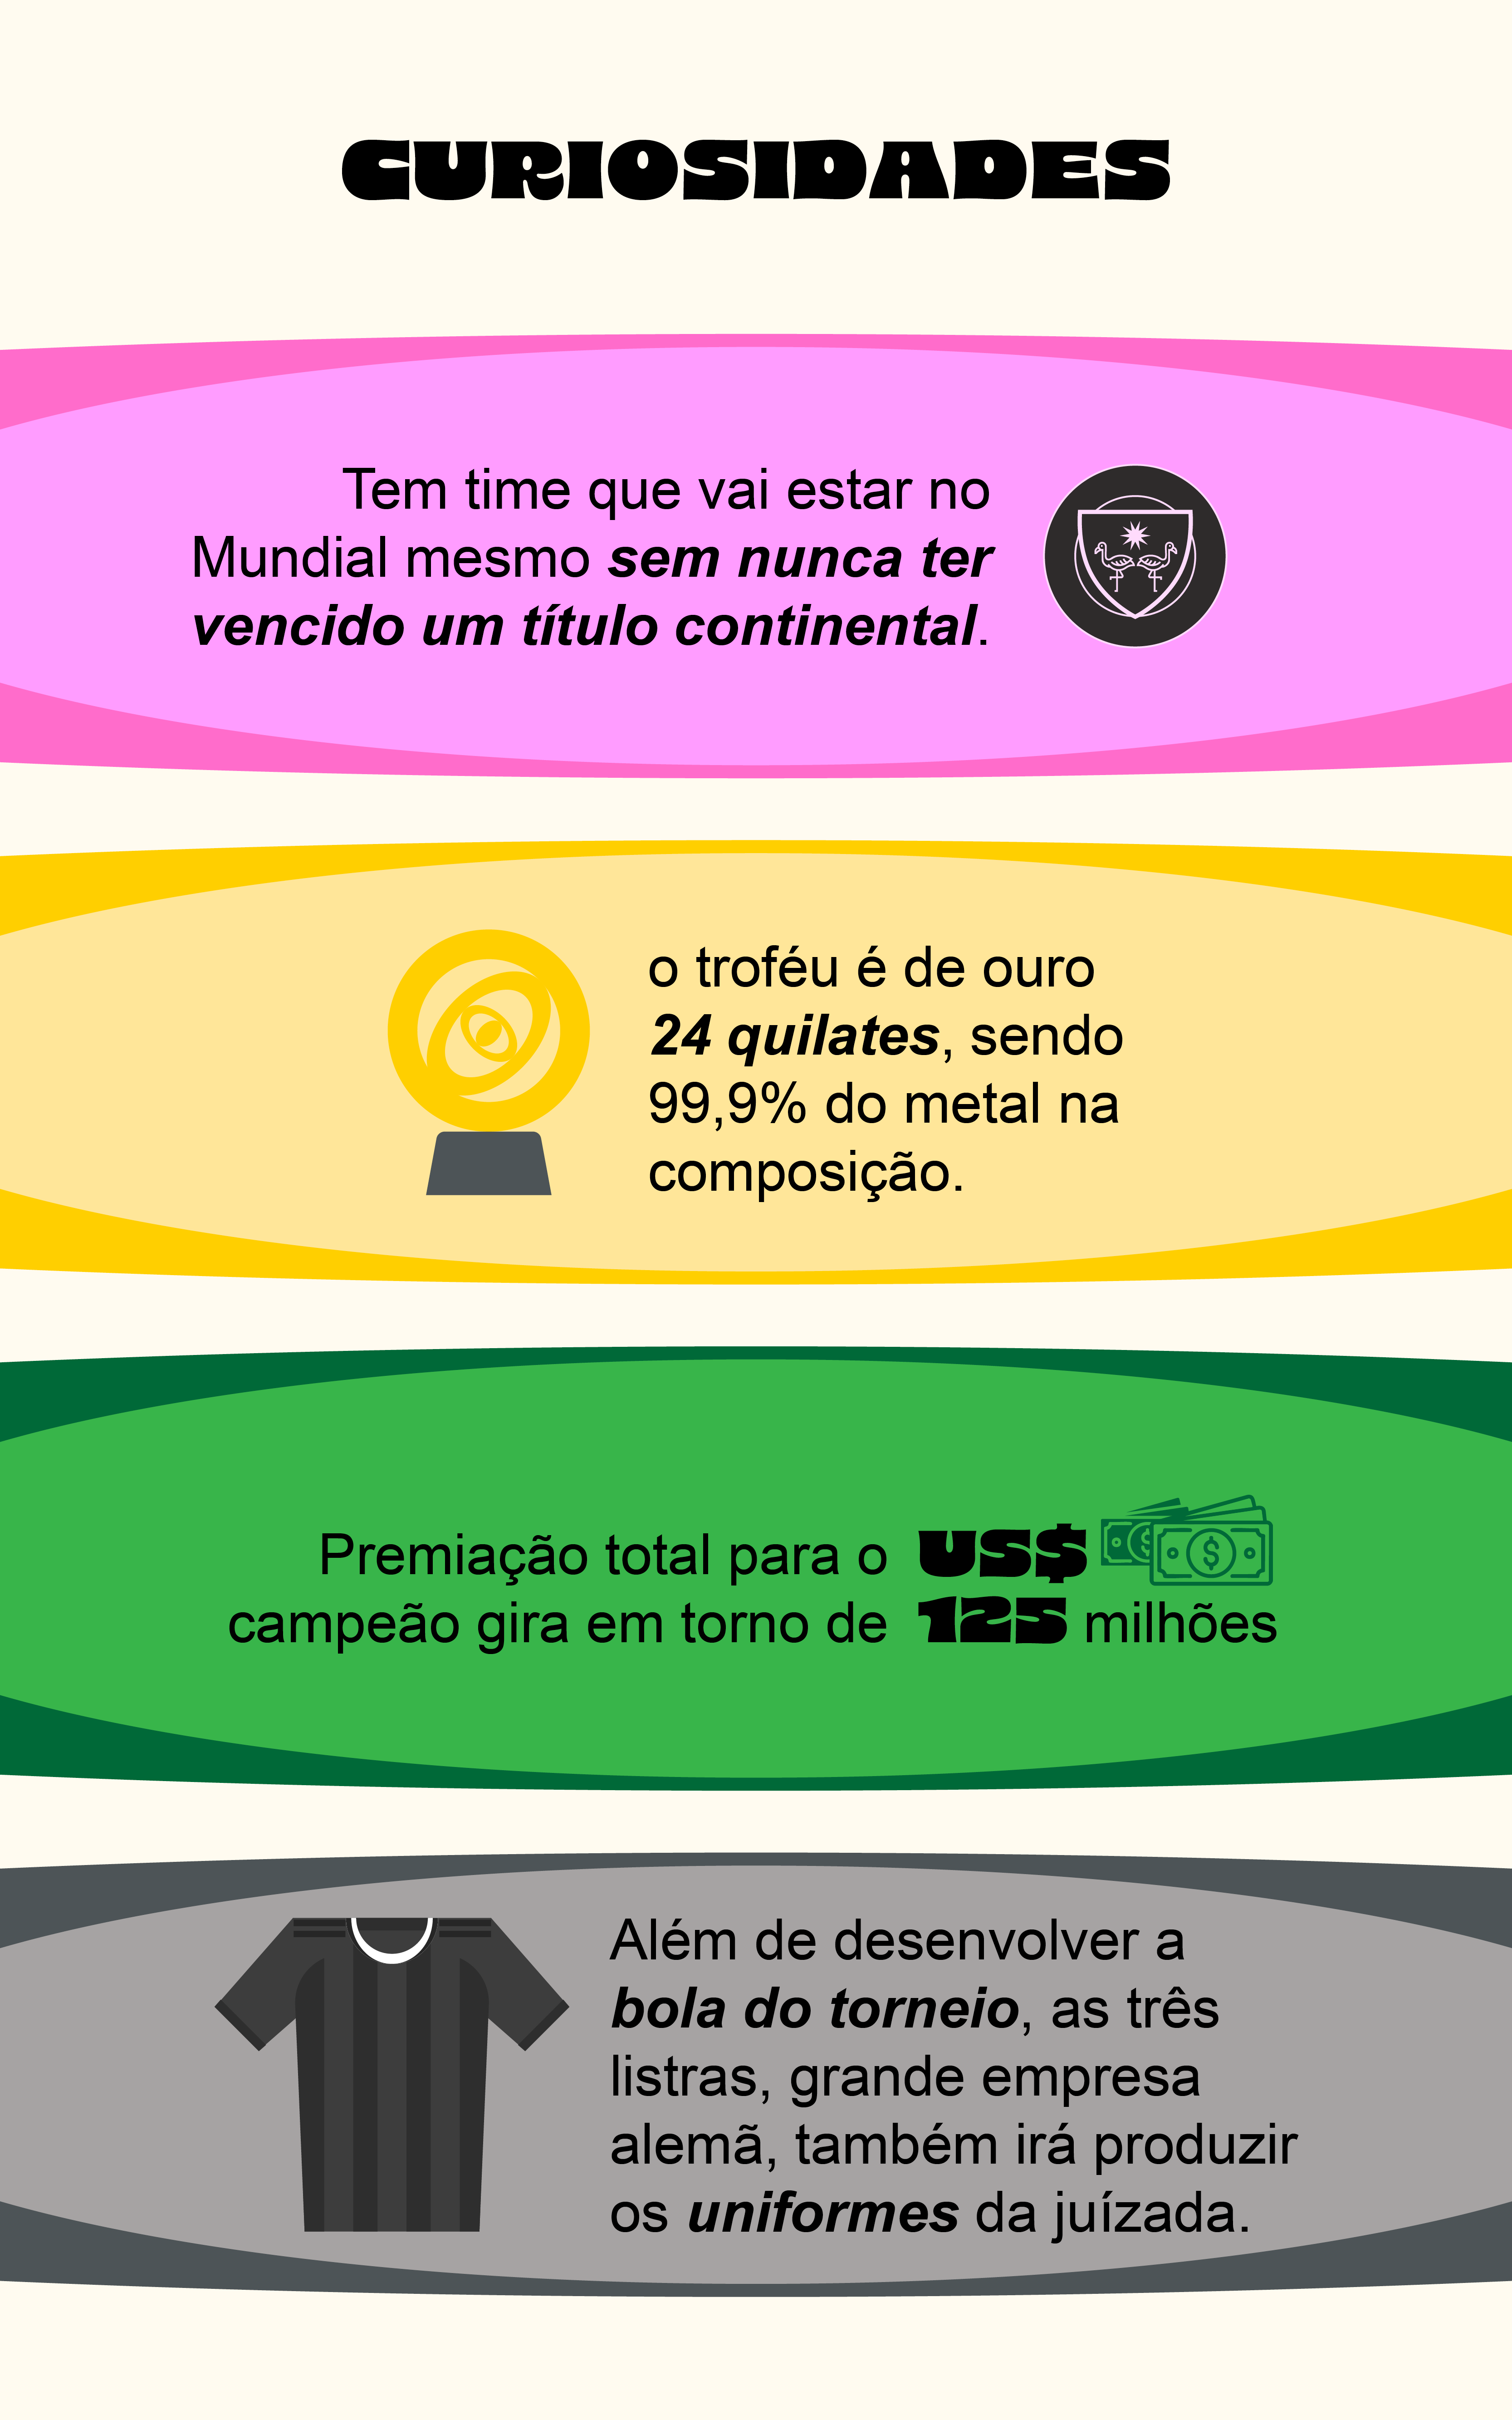 CURIOSIDADES
Tem time que vai estar no
Mundial mesmo sem nunca ter
vencido um título continental.
o troféu é de ouro
24 quilates, sendo
99,9% do metal na
composição.
Premiação total para o US$
campeão gira em torno de 125 milhões
Além de desenvolver a
bola do torneio, as três
listras, grande empresa
alemã, também irá produzir
os uniformes da juízada.